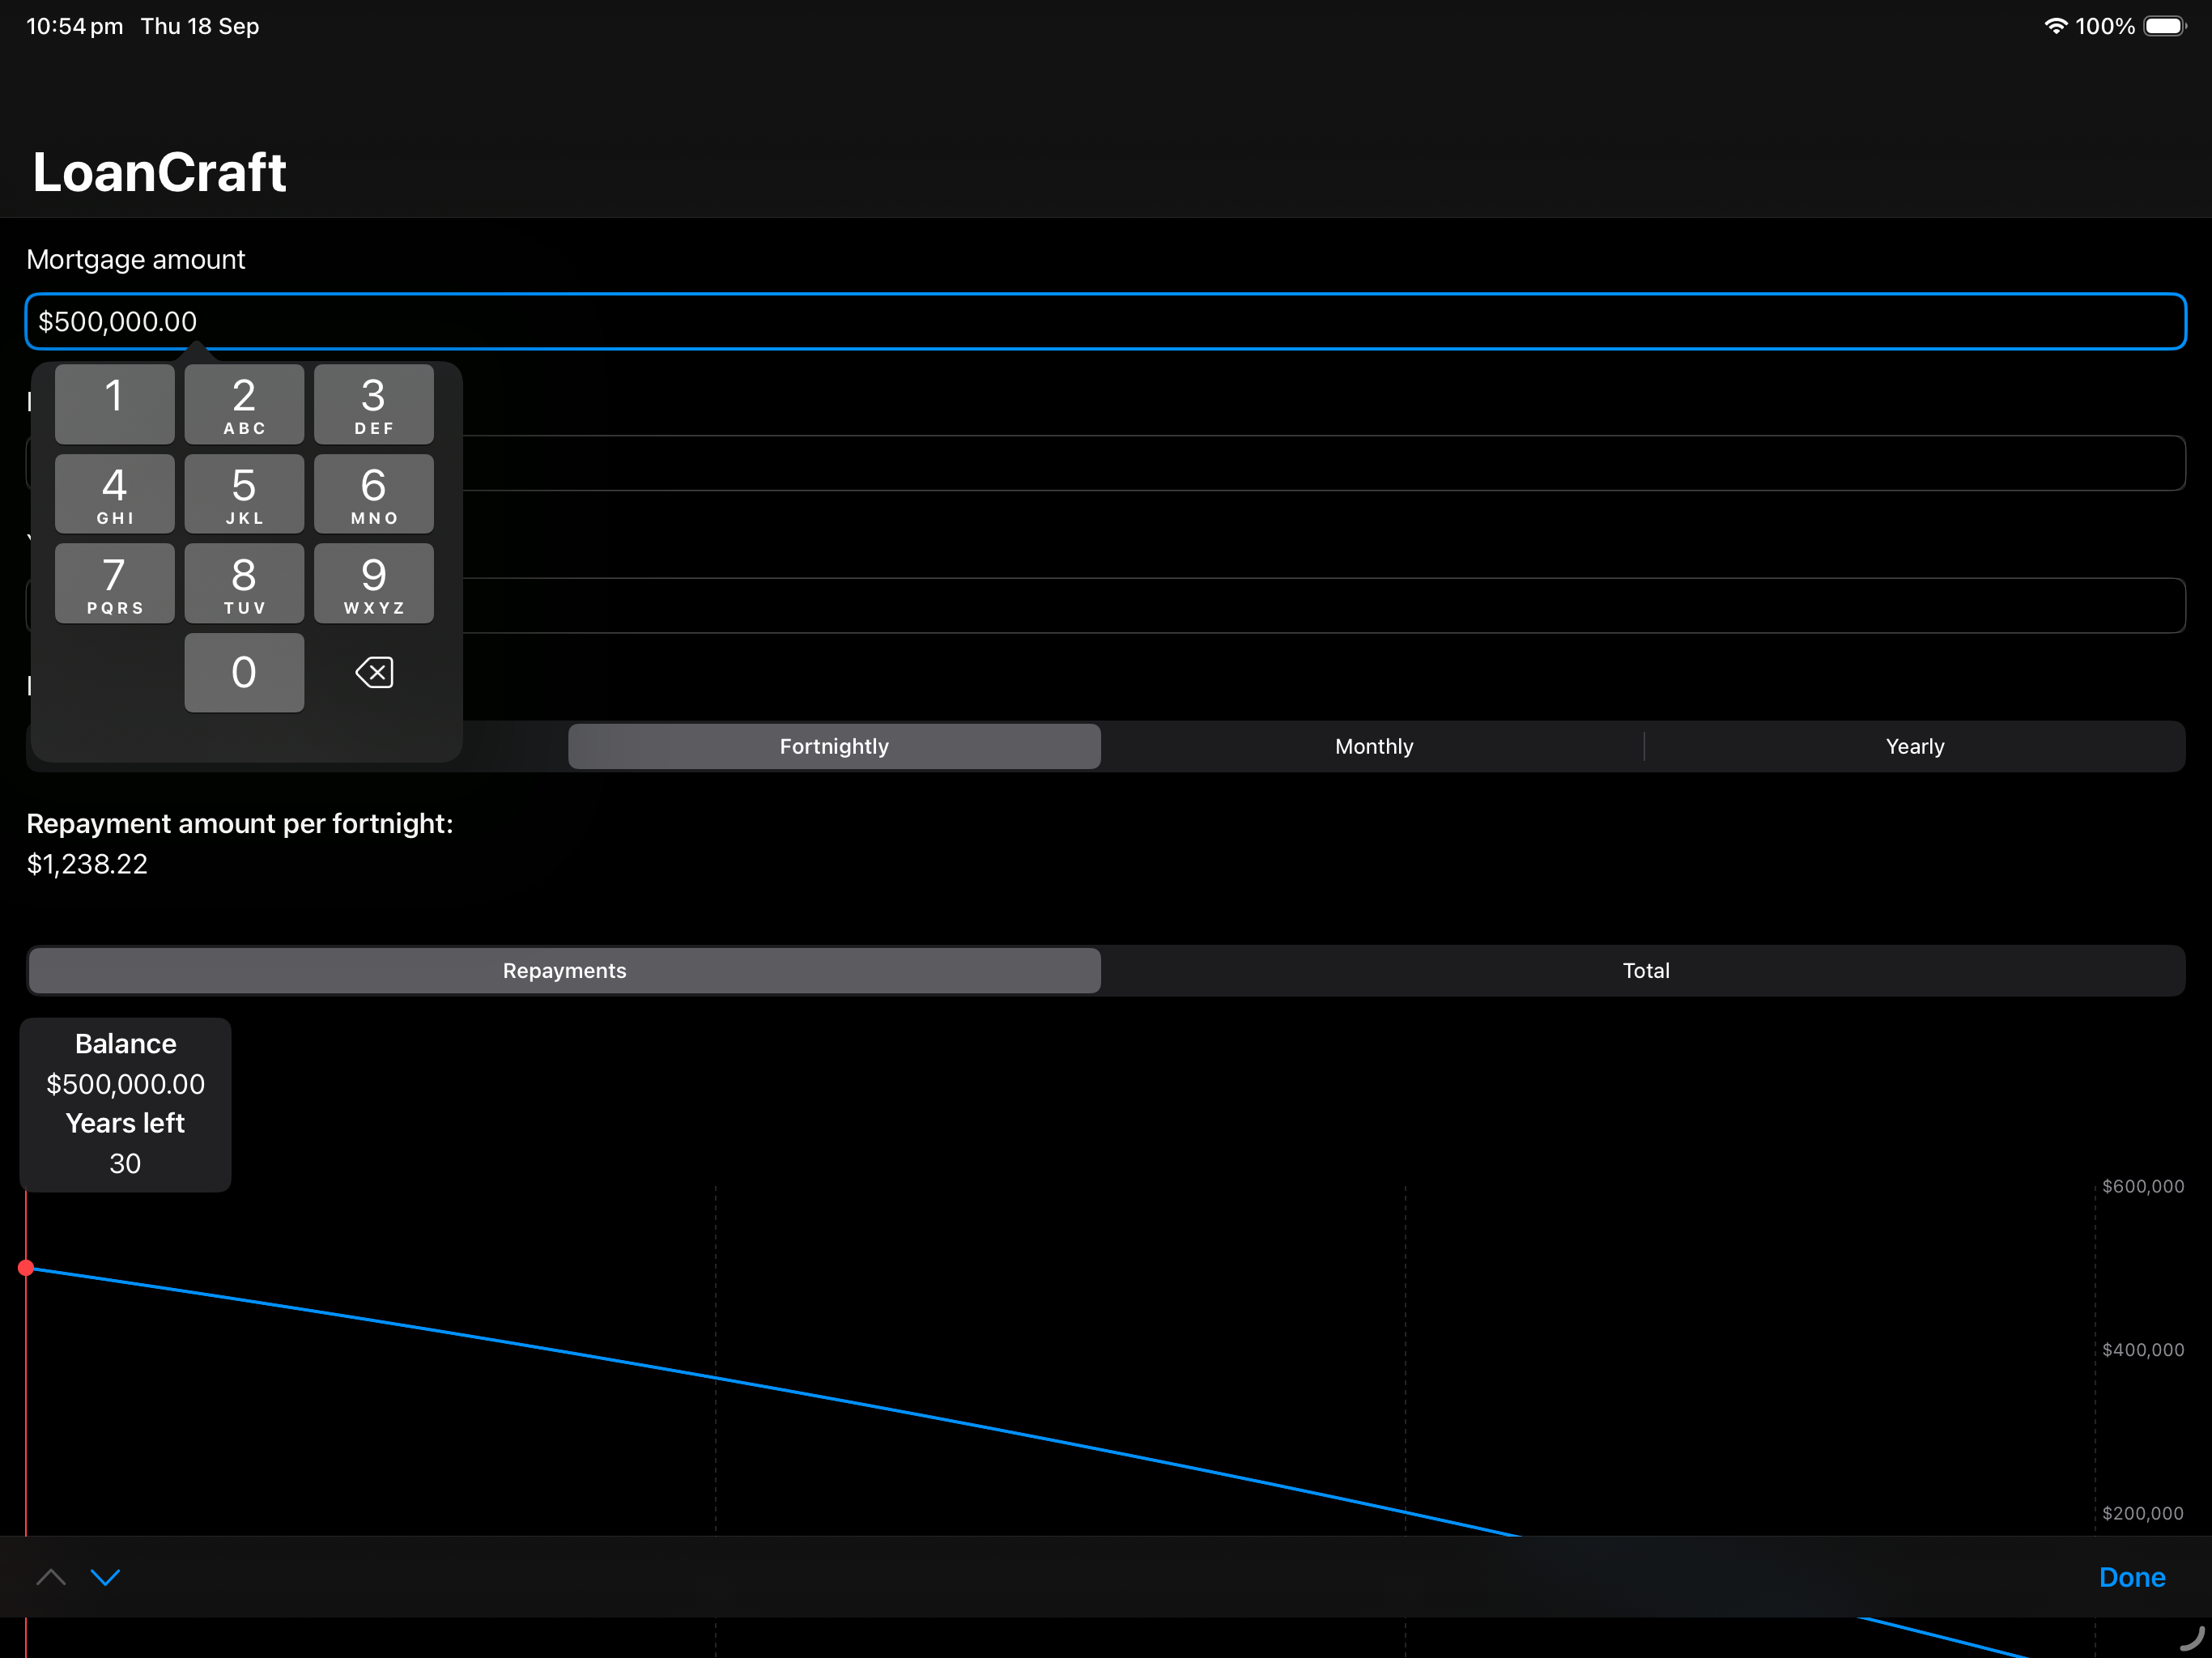 10:54 pm Thu 18 Sep 100%
LoanCraft
Mortgage amount
$500,000.00
1 2 3
ABC DEF
4 5 6
GHI JKL MNO
7 8 9
PQRS TUV WXYZ
0
Fortnightly Monthly Yearly
Repayment amount per fortnight:
$1,238.22
Repayments Total
Balance
$500,000.00
Years left
30
$600,000
$400,000
$200,000
Done